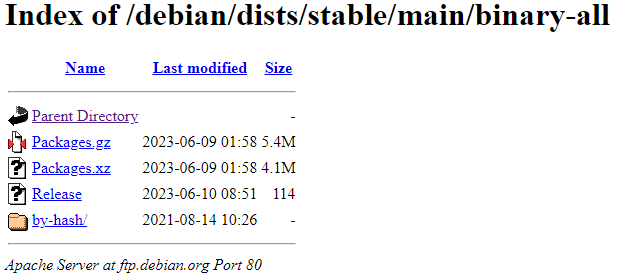 Index of /debian/dists/stable/main/binary-all
Name Last modified Size
Parent Directory -
Packages.gz 2023-06-09 01:58 5.4M
Packages.xz 2023-06-09 01:58 4.1M
Release 2023-06-10 08:51 114
by-hash/ 2021-08-14 10:26 -
Apache Server at ftp.debian.org Port 80